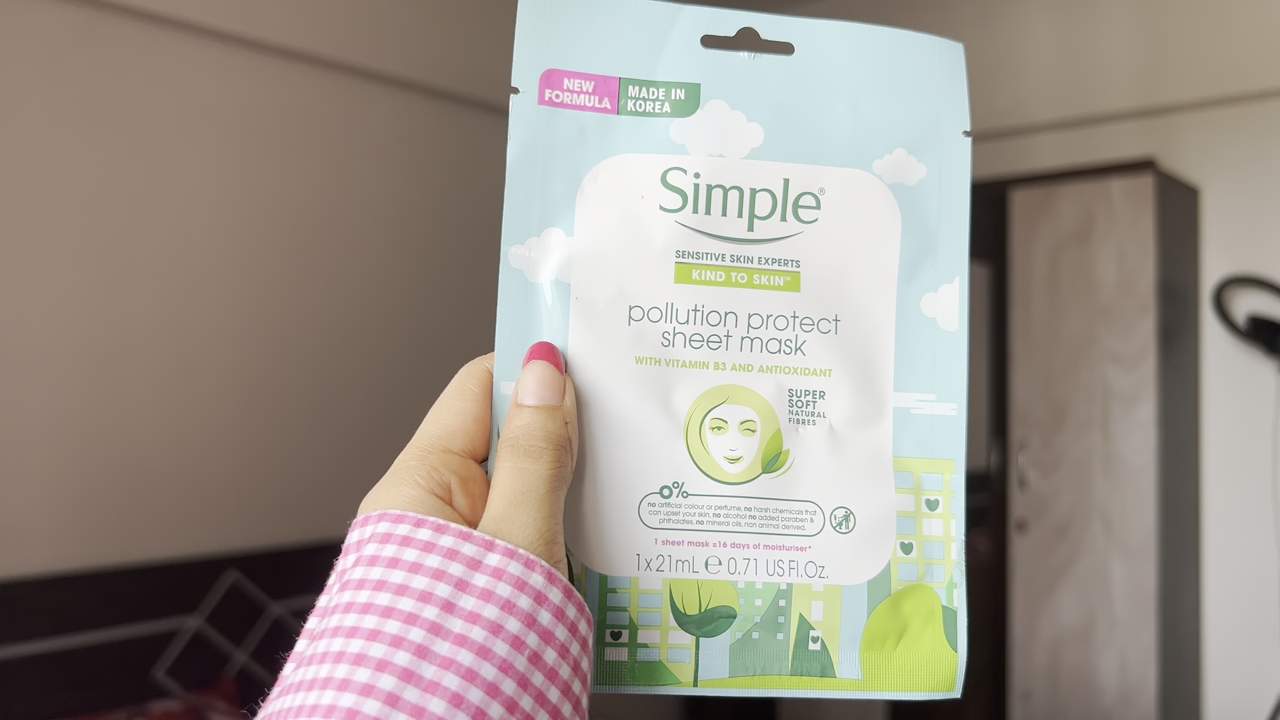 NEW
FORMULA
MADE IN
KOREA
Simple®
SENSITIVE SKIN EXPERTS
KIND TO SKIN™
pollution protect
sheet mask
WITH VITAMIN B3 AND ANTIOXIDANT
SUPER
SOFT
NATURAL
FIBRES
0%
no artificial colour or perfume, no harsh chemicals that
can upset your skin, no alcohol no added paraben &
phthalates, no mineral oils, non animal derived.
1 sheet mask =16 days of moisturiser*
1x21mL ℮ 0.71 US Fl.Oz.